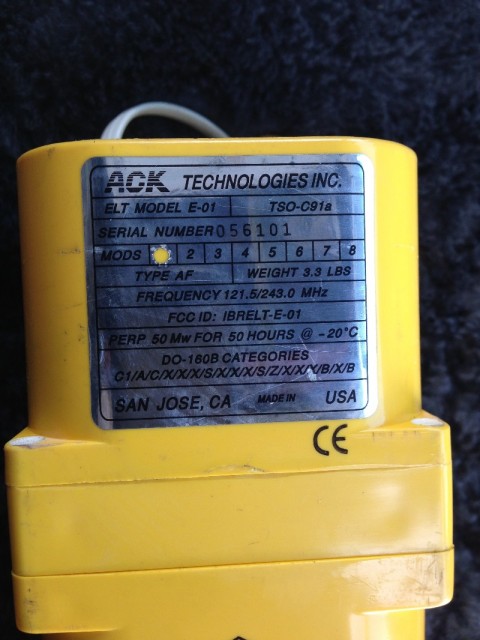 ACK TECHNOLOGIES INC.
ELT MODEL E-01 TSO-C91a
SERIAL NUMBER 056101
MODS 2 3 4 5 6 7 8
TYPE AF WEIGHT 3.3 LBS
FREQUENCY 121.5/243.0 MHz
FCC ID: IBRELT-E-01
PERP 50 Mw FOR 50 HOURS @ -20°C
DO-160B CATEGORIES
C1/A/C/X/X/X/S/X/X/X/S/Z/X/X/X/B/X/B
SAN JOSE, CA MADE IN USA
CE